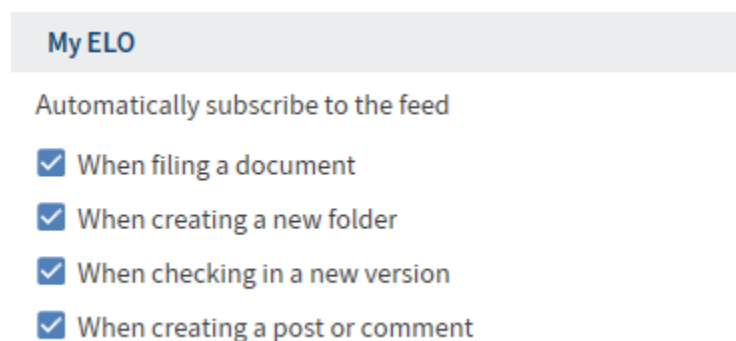 My ELO
Automatically subscribe to the feed
When filing a document
When creating a new folder
When checking in a new version
When creating a post or comment